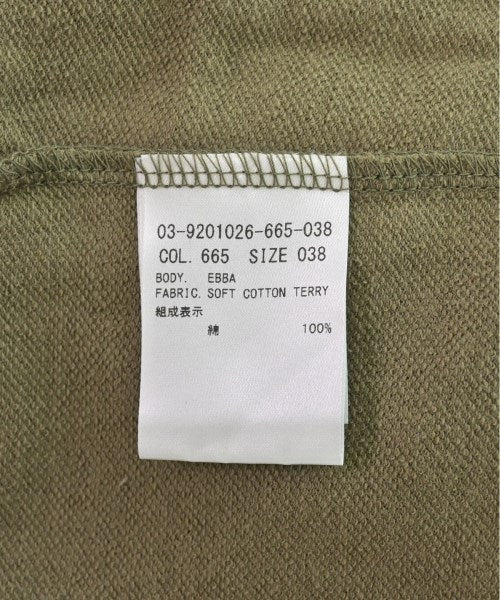 03-9201026-665-038
COL. 665 SIZE 038
BODY. EBBA
FABRIC. SOFT COTTON TERRY
組成表示
綿 100%